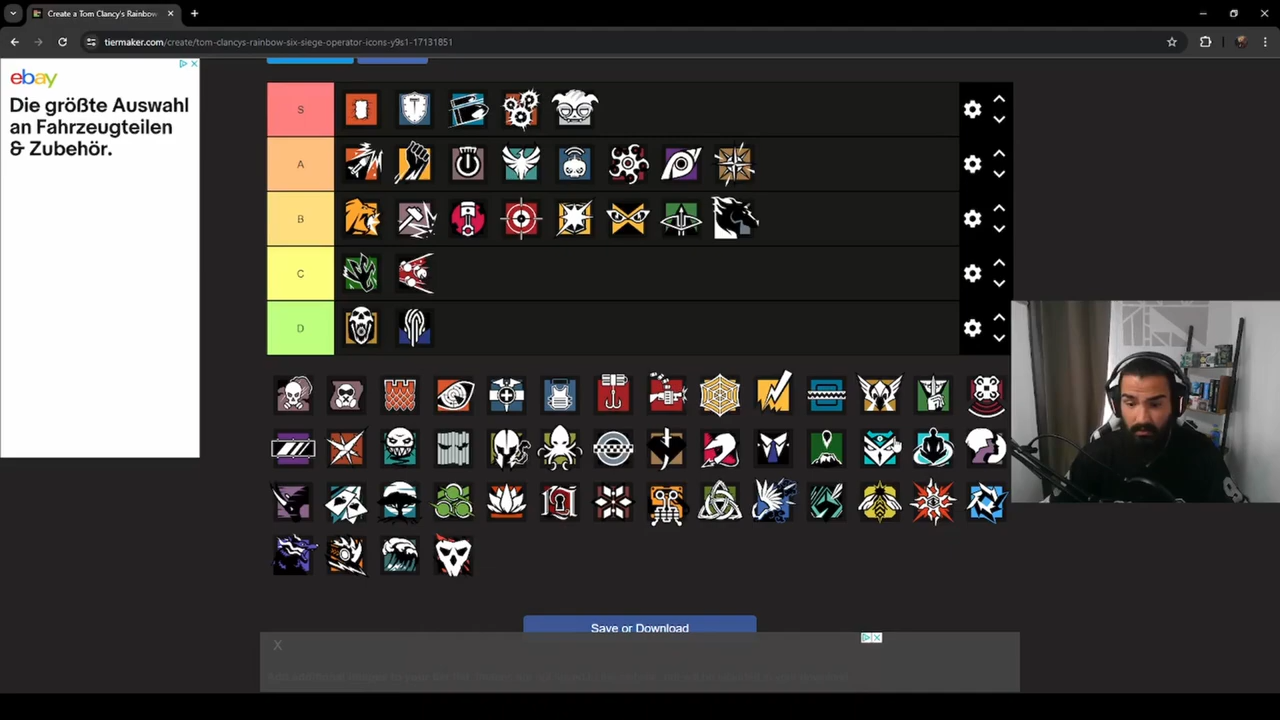 Create a Tom Clancy's Rainbow
tiermaker.com/create/tom-clancys-rainbow-six-siege-operator-icons-y9s1-17131851
ebay
Die größte Auswahl
an Fahrzeugteilen
& Zubehör.
S
A
B
C
D
Save or Download
X